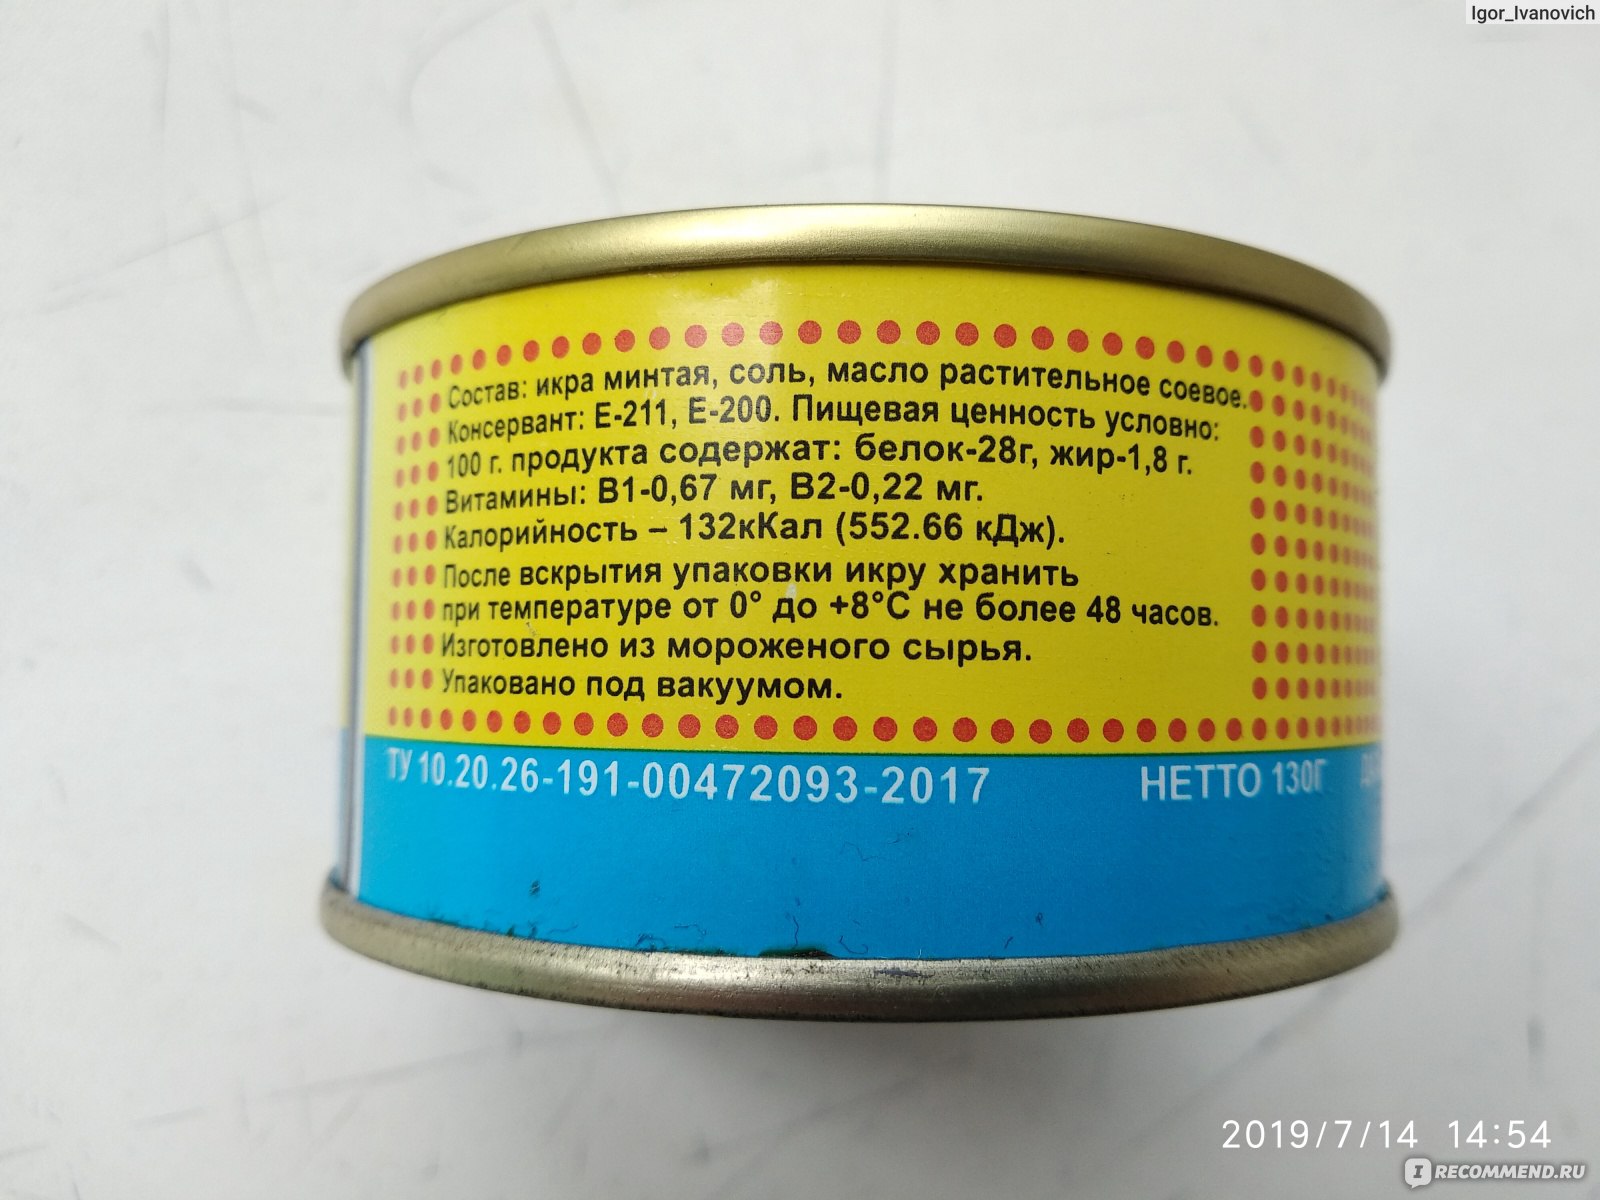 Igor_Ivanovich
Состав: икра минтая, соль, масло растительное соевое.
Консервант: Е-211, Е-200. Пищевая ценность условно:
100 г. продукта содержат: белок-28г, жир-1,8 г.
Витамины: В1-0,67 мг, В2-0,22 мг.
Калорийность – 132кКал (552.66 кДж).
После вскрытия упаковки икру хранить
при температуре от 0° до +8°С не более 48 часов.
Изготовлено из мороженого сырья.
Упаковано под вакуумом.
ТУ 10.20.26-191-00472093-2017 НЕТТО 130Г
2019/7/14 14:54
IRECOMMEND.RU